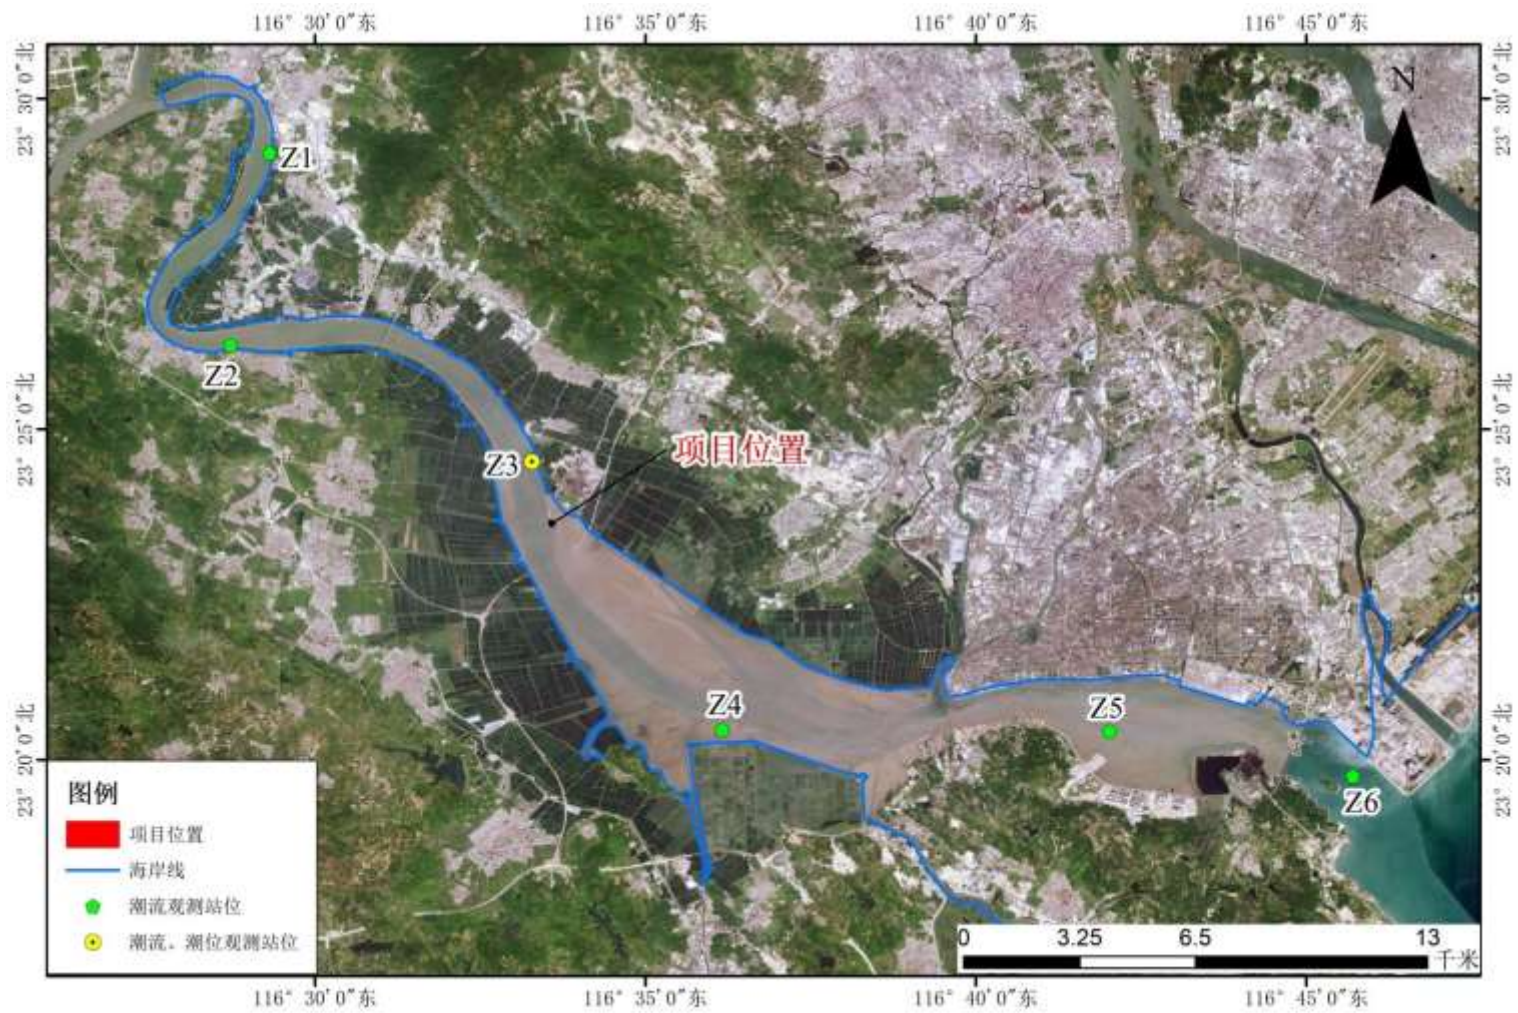 116° 30′0″东 116° 35′0″东 116° 40′0″东 116° 45′0″东
23° 30′0″北
23° 25′0″北
23° 20′0″北
23° 30′0″北
23° 25′0″北
23° 20′0″北
N
Z1
Z2
Z3
项目位置
Z4
Z5
Z6
图例
项目位置
海岸线
潮流观测站位
潮流、潮位观测站位
0 3.25 6.5 13
千米
116° 30′0″东 116° 35′0″东 116° 40′0″东 116° 45′0″东